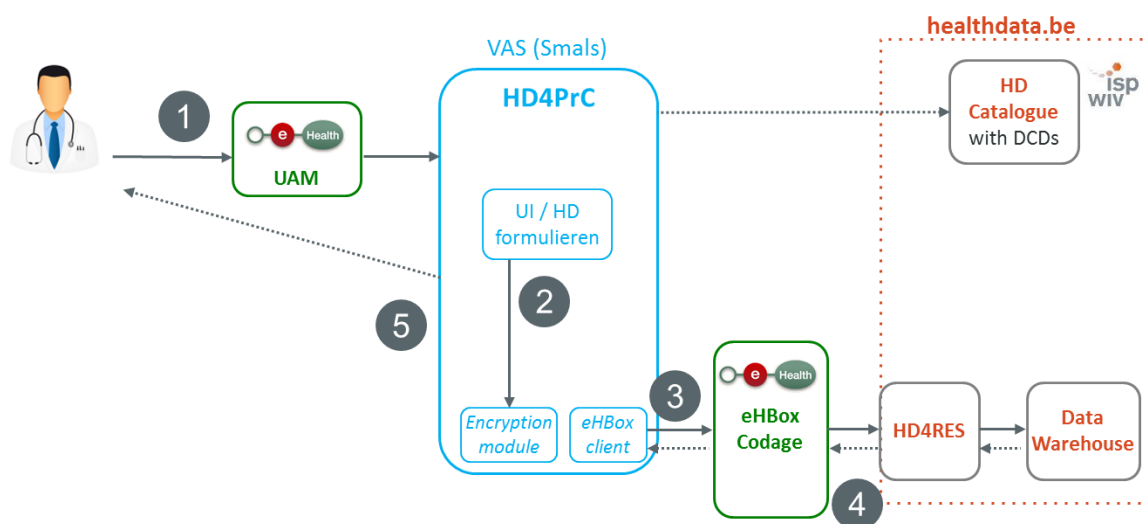 healthdata.be
VAS (Smals)
HD4PrC
HD
Catalogue
with DCDs
isp
wiv
1
e
Health
UAM
UI / HD
formulieren
2
5
3
e
Health
eHBox
Codage
Encryption
module
eHBox
client
HD4RES
Data
Warehouse
4